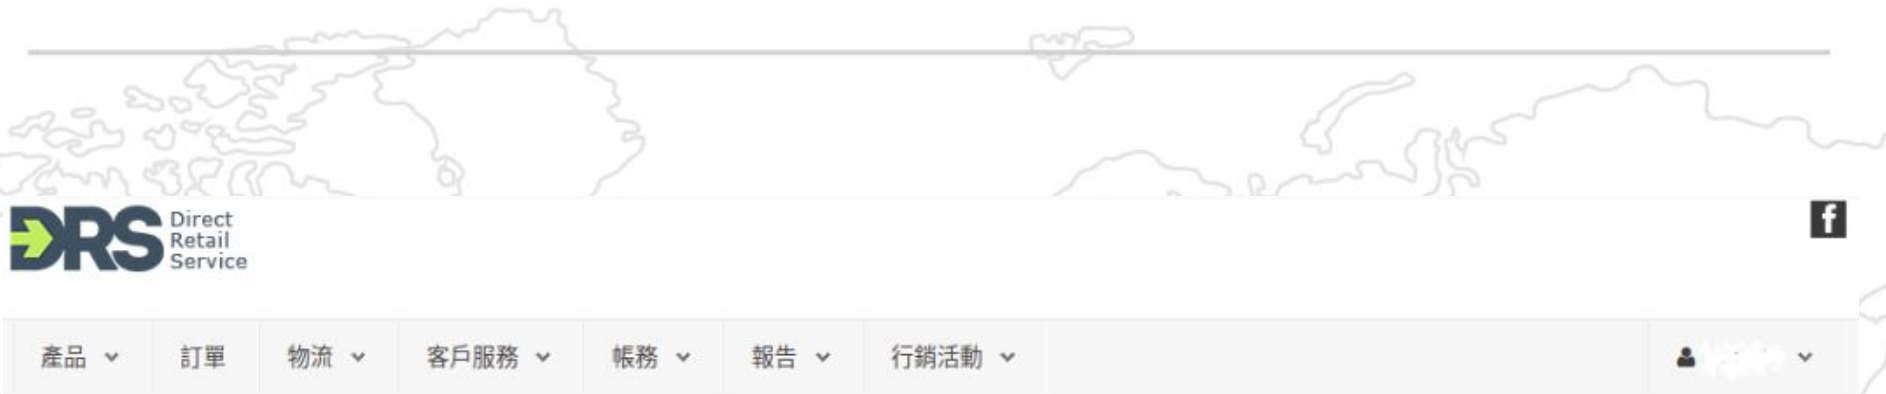 DRS Direct
Retail
Service
f
產品 訂單 物流 客戶服務 帳務 報告 行銷活動